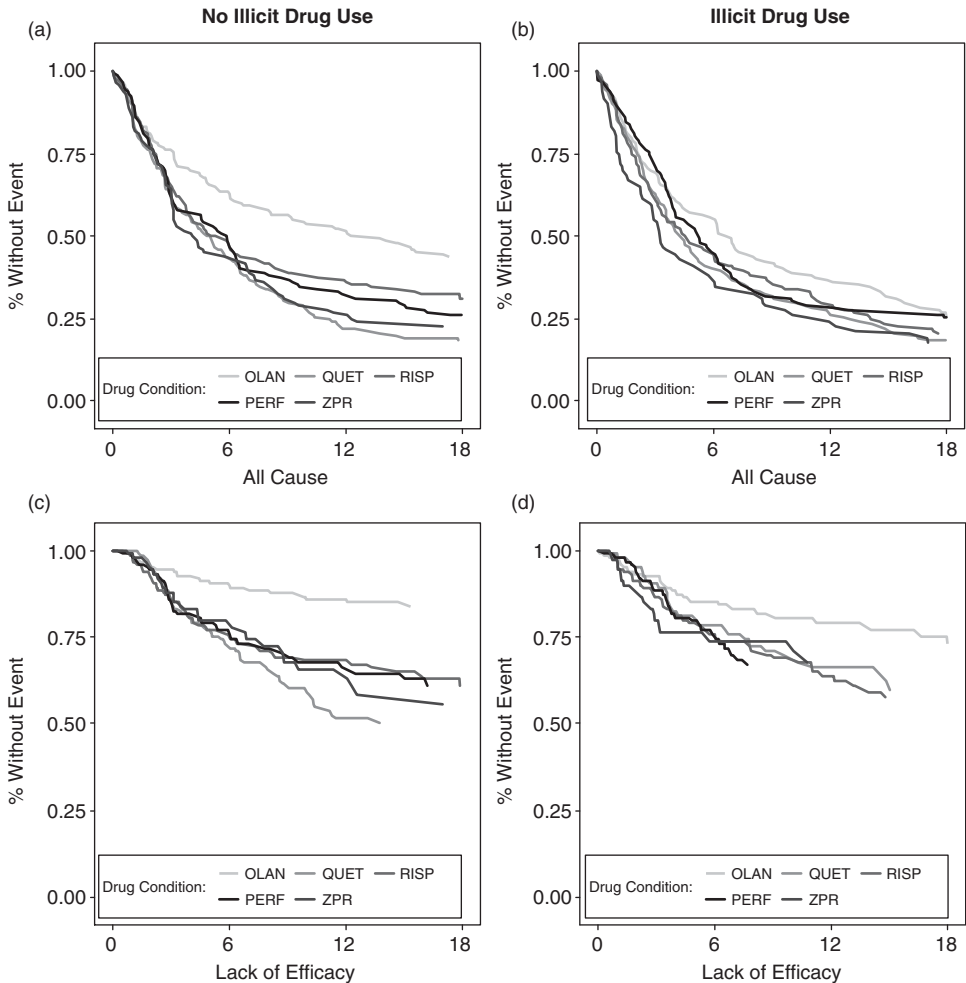 No Illicit Drug Use
Illicit Drug Use
(a)
% Without Event
1.00
0.75
0.50
0.25
0.00
Drug Condition:
OLAN QUET RISP
PERF ZPR
0 6 12 18
All Cause
(b)
% Without Event
1.00
0.75
0.50
0.25
0.00
Drug Condition:
OLAN QUET RISP
PERF ZPR
0 6 12 18
All Cause
(c)
% Without Event
1.00
0.75
0.50
0.25
0.00
Drug Condition:
OLAN QUET RISP
PERF ZPR
0 6 12 18
Lack of Efficacy
(d)
% Without Event
1.00
0.75
0.50
0.25
0.00
Drug Condition:
OLAN QUET RISP
PERF ZPR
0 6 12 18
Lack of Efficacy